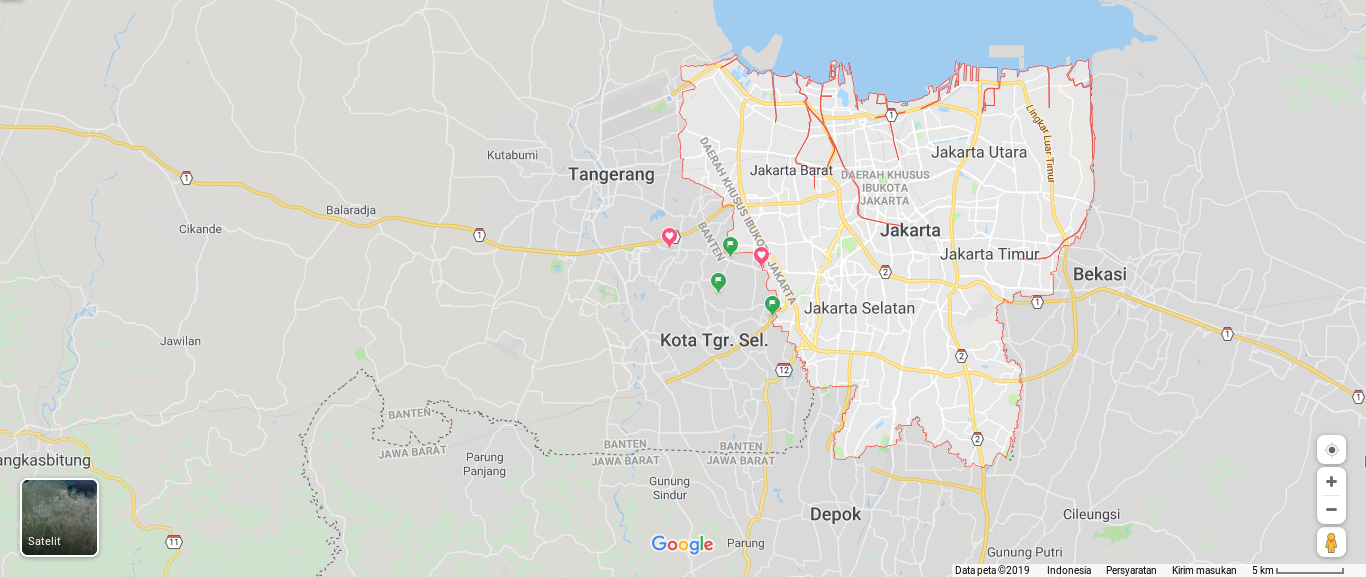 Lingkar Luar Timur
1
Jakarta Utara
Kutabumi
DAERAH KHUSUS IBUKOTA JAKARTA
Jakarta Barat
Tangerang
1
DAERAH KHUSUS
IBUKOTA
JAKARTA
Balaradja
Cikande
1
1
BANTEN
Jakarta
Jakarta Timur
2
Bekasi
1
Jakarta Selatan
1
Jawilan
Kota Tgr. Sel.
2
12
1
BANTEN
JAWA BARAT
BANTEN
JAWA BARAT
BANTEN
JAWA BARAT
2
angkasbitung
Parung
Panjang
Gunung
Sindur
Depok
Cileungsi
Satelit
11
Google
Parung
Gunung Putri
Data peta ©2019 Indonesia Persyaratan Kirim masukan 5 km